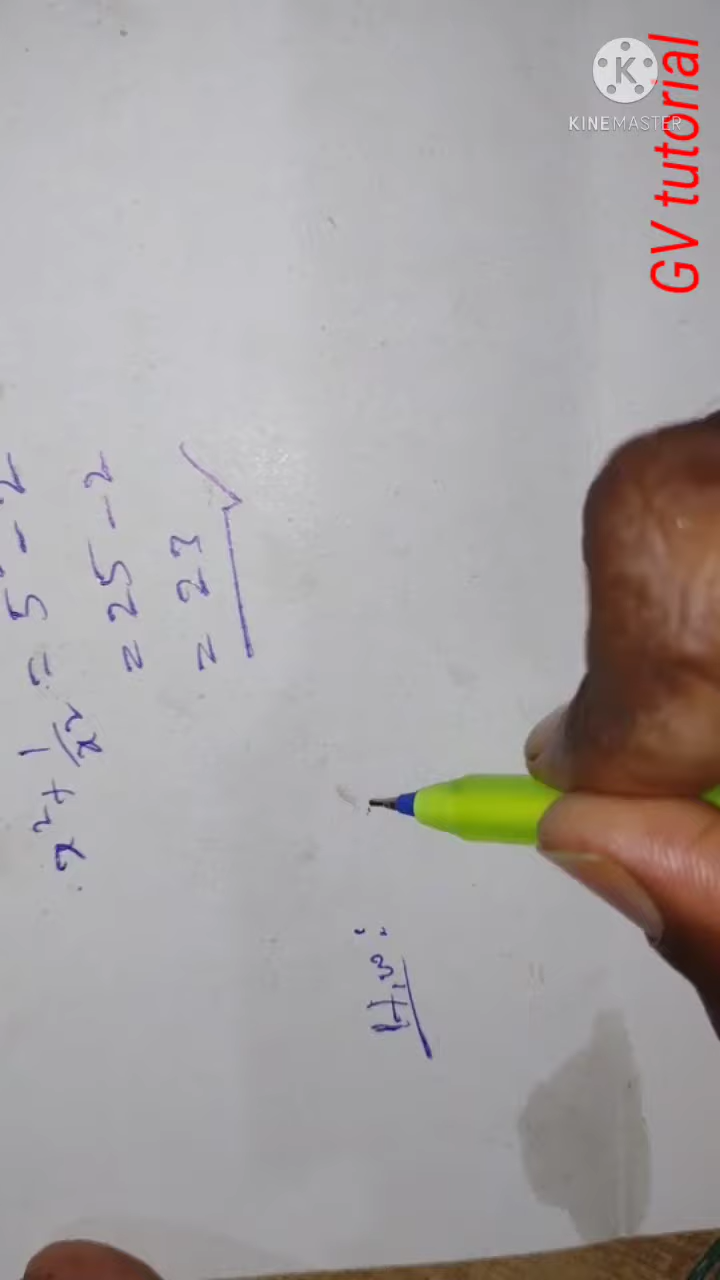 x² + 1/x² = 5² - 2
= 25 - 2
= 23
H.W:
GV tutorial
K
KINEMASTER